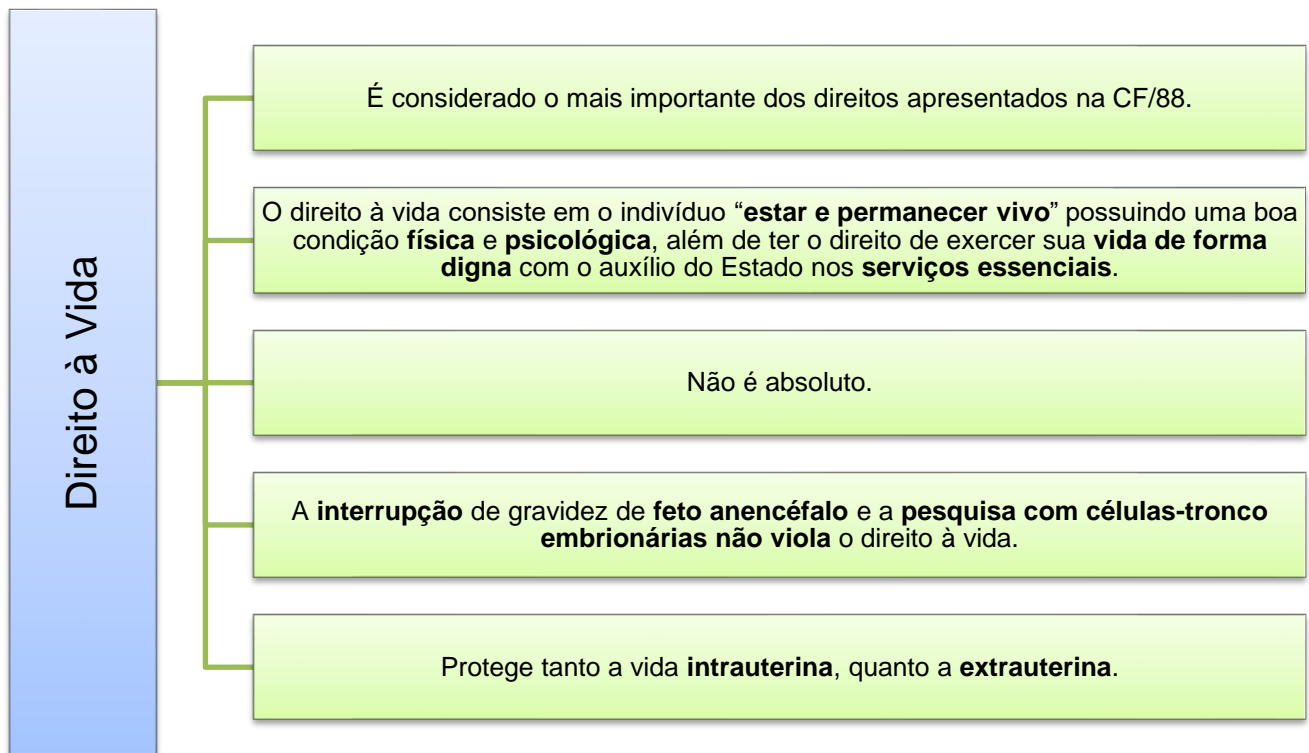 Direito à Vida
É considerado o mais importante dos direitos apresentados na CF/88.
O direito à vida consiste em o indivíduo “estar e permanecer vivo” possuindo uma boa
condição física e psicológica, além de ter o direito de exercer sua vida de forma
digna com o auxílio do Estado nos serviços essenciais.
Não é absoluto.
A interrupção de gravidez de feto anencéfalo e a pesquisa com células-tronco
embrionárias não viola o direito à vida.
Protege tanto a vida intrauterina, quanto a extrauterina.